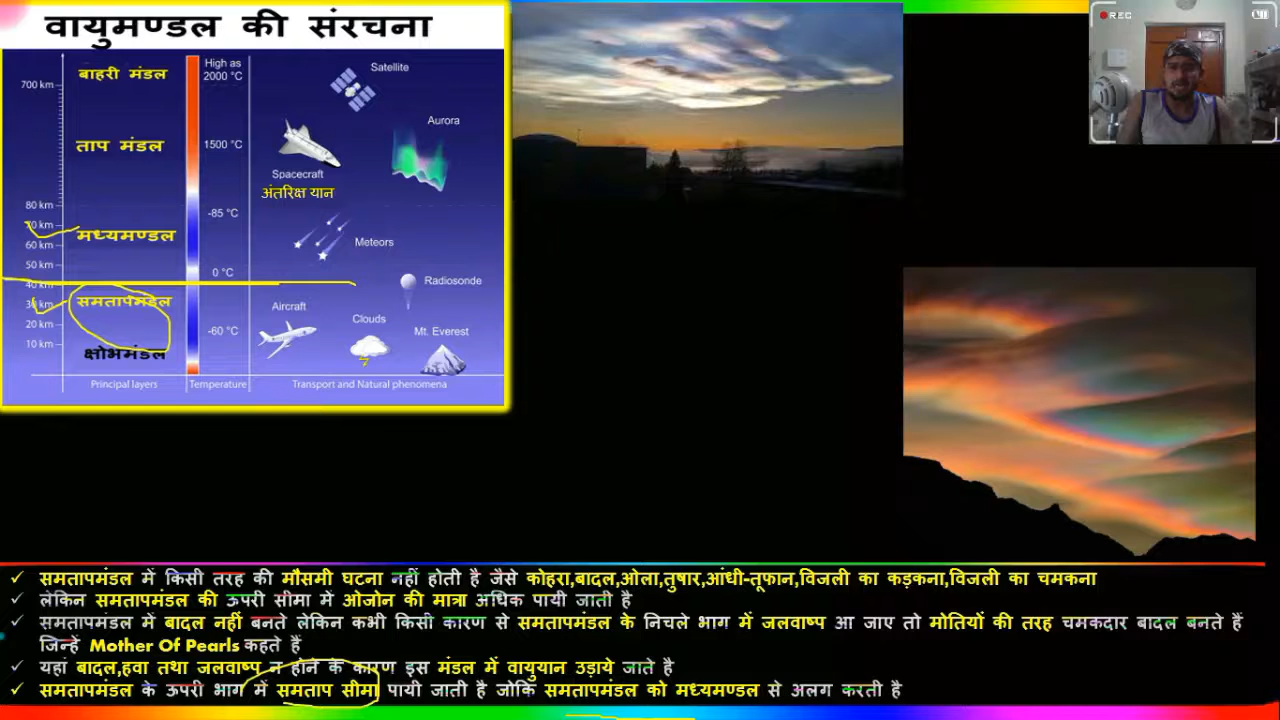 वायुमण्डल की संरचना
REC
बाहरी मंडल
High as
2000 °C
Satellite
700 km
ताप मंडल
1500 °C
Aurora
Spacecraft
अंतरिक्ष यान
80 km
-85 °C
70 km
मध्यमण्डल
60 km
Meteors
50 km
0 °C
40 km
Radiosonde
30 km
समतापमंडल
Aircraft
Clouds
20 km
-60 °C
Mt. Everest
10 km
क्षोभमंडल
Principal layers
Temperature
Transport and Natural phenomena
समतापमंडल में किसी तरह की मौसमी घटना नहीं होती है जैसे कोहरा,बादल,ओला,तुषार,आंधी-तूफान,विजली का कड़कना,विजली का चमकना
लेकिन समतापमंडल की ऊपरी सीमा में ओजोन की मात्रा अधिक पायी जाती है
समतापमंडल में बादल नहीं बनते लेकिन कभी किसी कारण से समतापमंडल के निचले भाग में जलवाष्प आ जाए तो मोतियों की तरह चमकदार बादल बनते हैं
जिन्हें Mother Of Pearls कहते हैं
यहां बादल,हवा तथा जलवाष्प न होने के कारण इस मंडल में वायुयान उड़ाये जाते है
समतापमंडल के ऊपरी भाग में समताप सीमा पायी जाती है जोकि समतापमंडल को मध्यमण्डल से अलग करती है